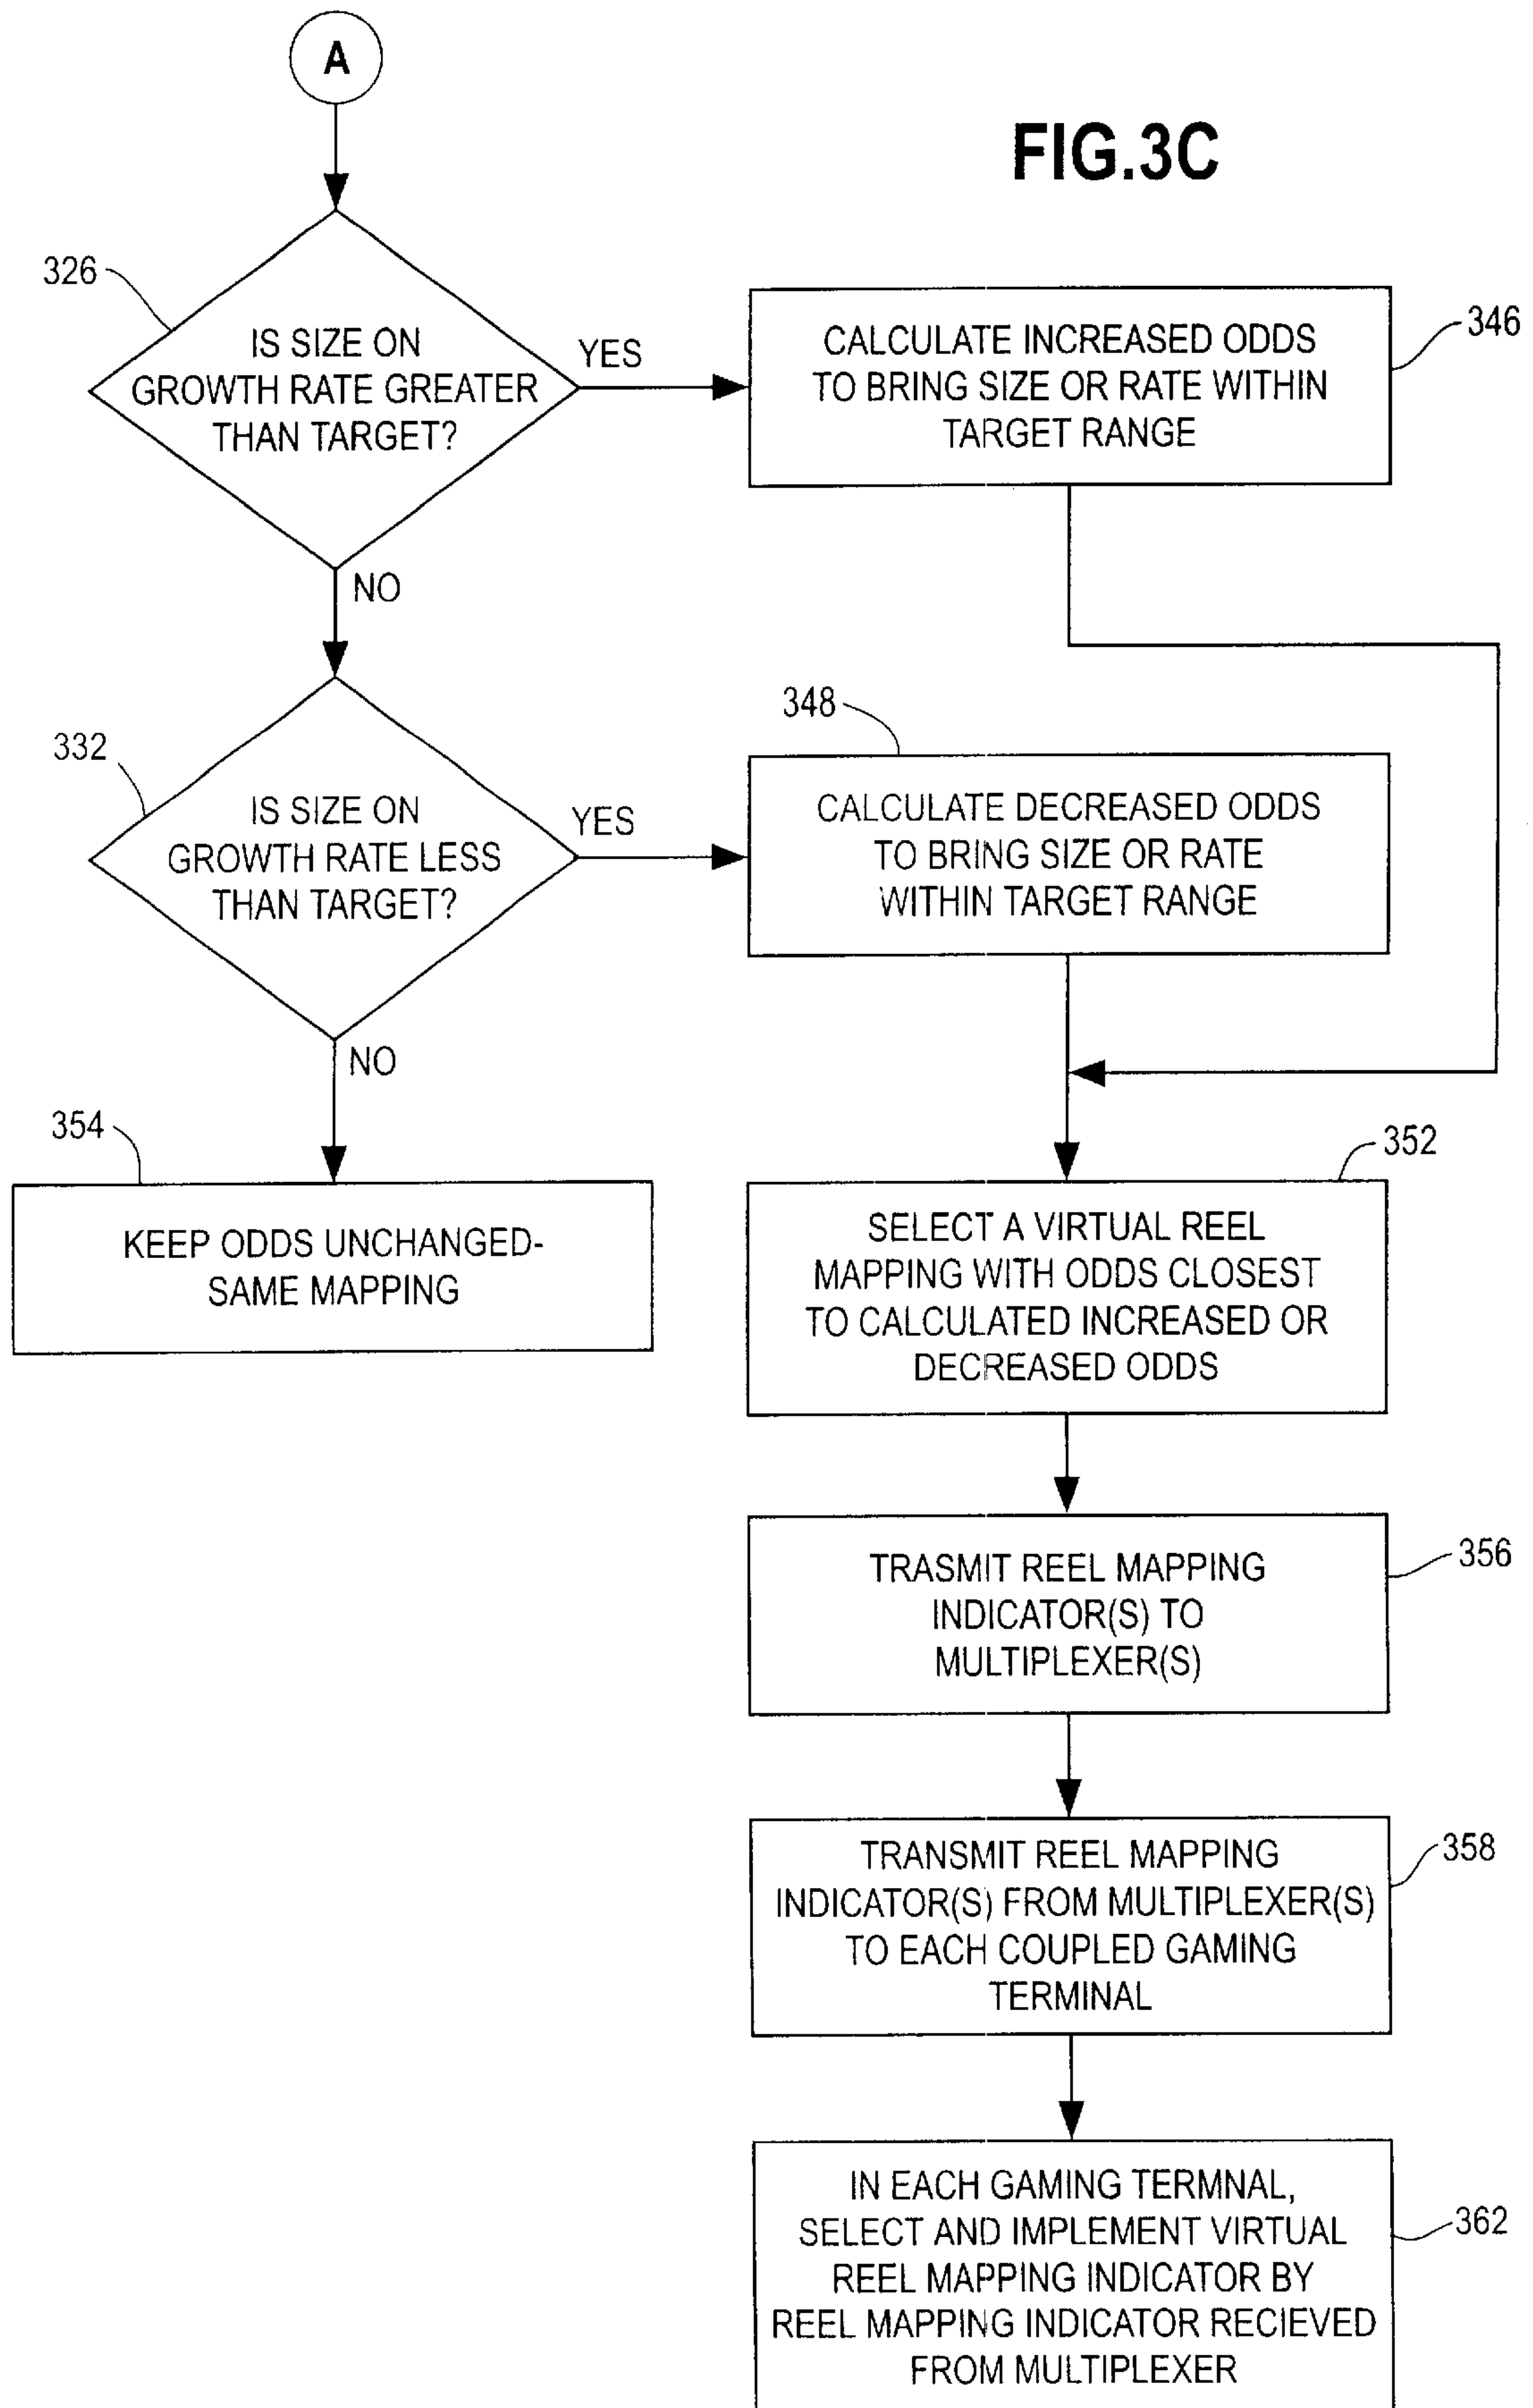 A
FIG.3C
326
IS SIZE ON
GROWTH RATE GREATER
THAN TARGET?
YES
CALCULATE INCREASED ODDS
TO BRING SIZE OR RATE WITHIN
TARGET RANGE
346
NO
332
IS SIZE ON
GROWTH RATE LESS
THAN TARGET?
YES
348
CALCULATE DECREASED ODDS
TO BRING SIZE OR RATE
WITHIN TARGET RANGE
NO
354
KEEP ODDS UNCHANGED-
SAME MAPPING
352
SELECT A VIRTUAL REEL
MAPPING WITH ODDS CLOSEST
TO CALCULATED INCREASED OR
DECREASED ODDS
TRASMIT REEL MAPPING
INDICATOR(S) TO
MULTIPLEXER(S)
356
TRANSMIT REEL MAPPING
INDICATOR(S) FROM MULTIPLEXER(S)
TO EACH COUPLED GAMING
TERMINAL
358
IN EACH GAMING TERMNAL,
SELECT AND IMPLEMENT VIRTUAL
REEL MAPPING INDICATOR BY
REEL MAPPING INDICATOR RECIEVED
FROM MULTIPLEXER
362